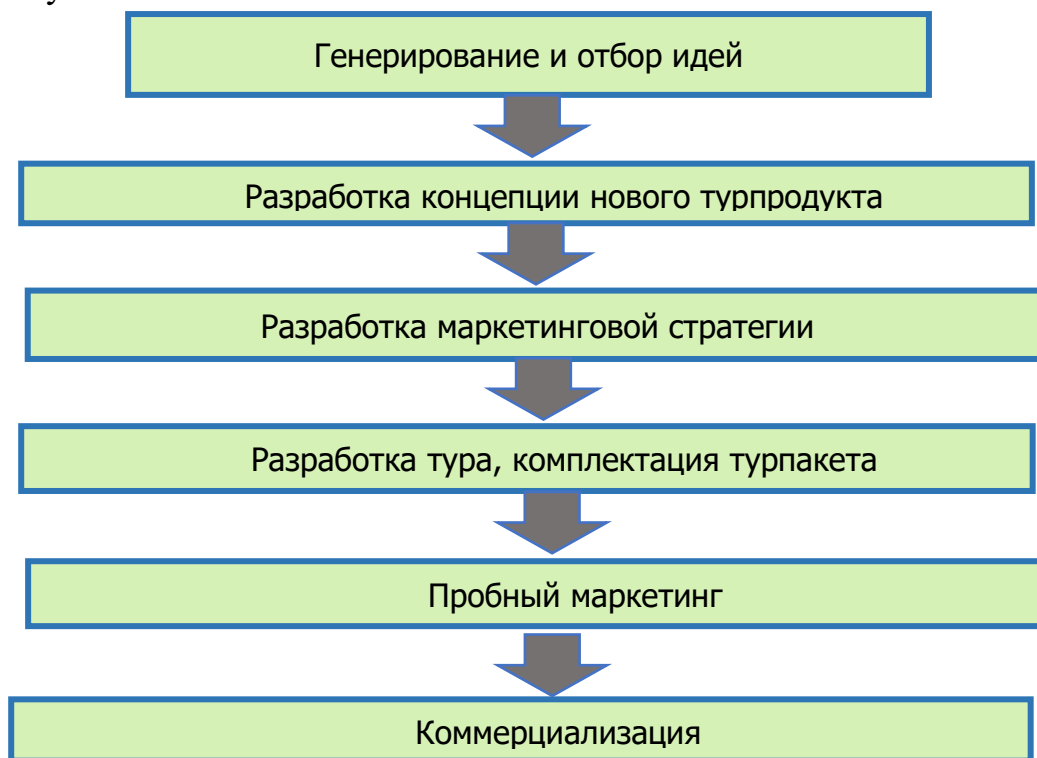 Генерирование и отбор идей
Разработка концепции нового турпродукта
Разработка маркетинговой стратегии
Разработка тура, комплектация турпакета
Пробный маркетинг
Коммерциализация